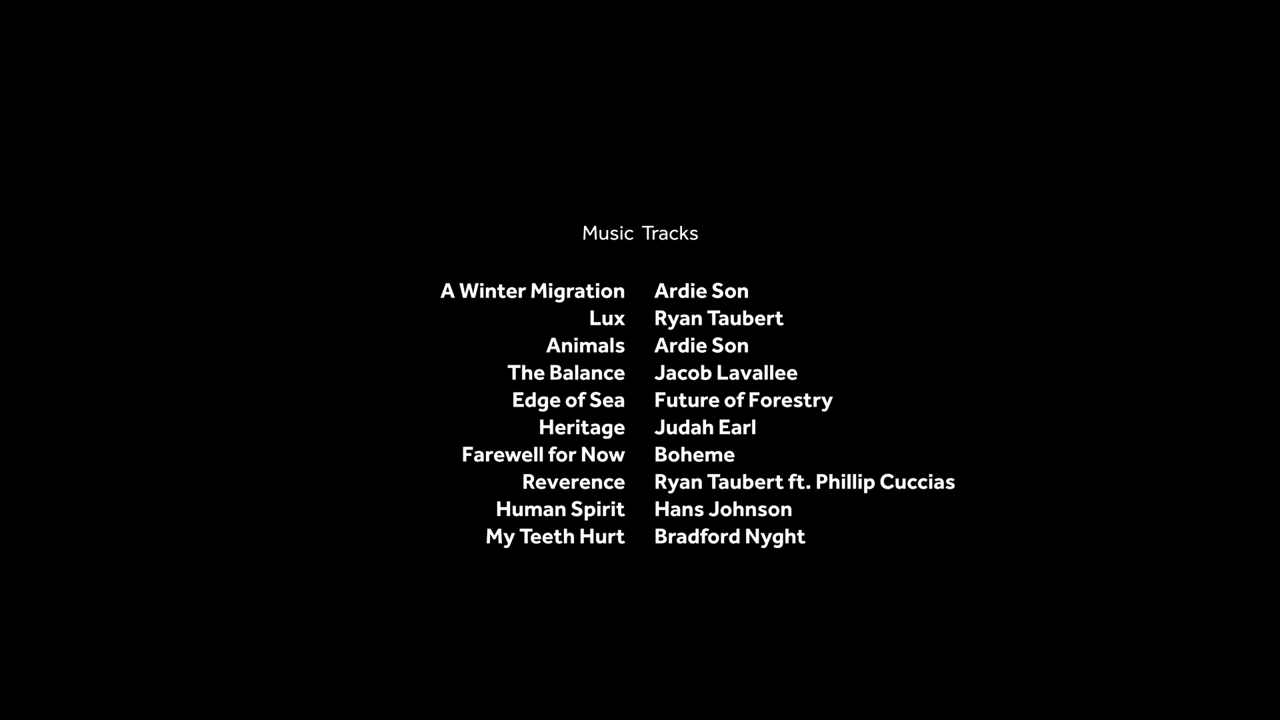 Music Tracks
A Winter Migration Ardie Son
Lux Ryan Taubert
Animals Ardie Son
The Balance Jacob Lavallee
Edge of Sea Future of Forestry
Heritage Judah Earl
Farewell for Now Boheme
Reverence Ryan Taubert ft. Phillip Cuccias
Human Spirit Hans Johnson
My Teeth Hurt Bradford Nyght